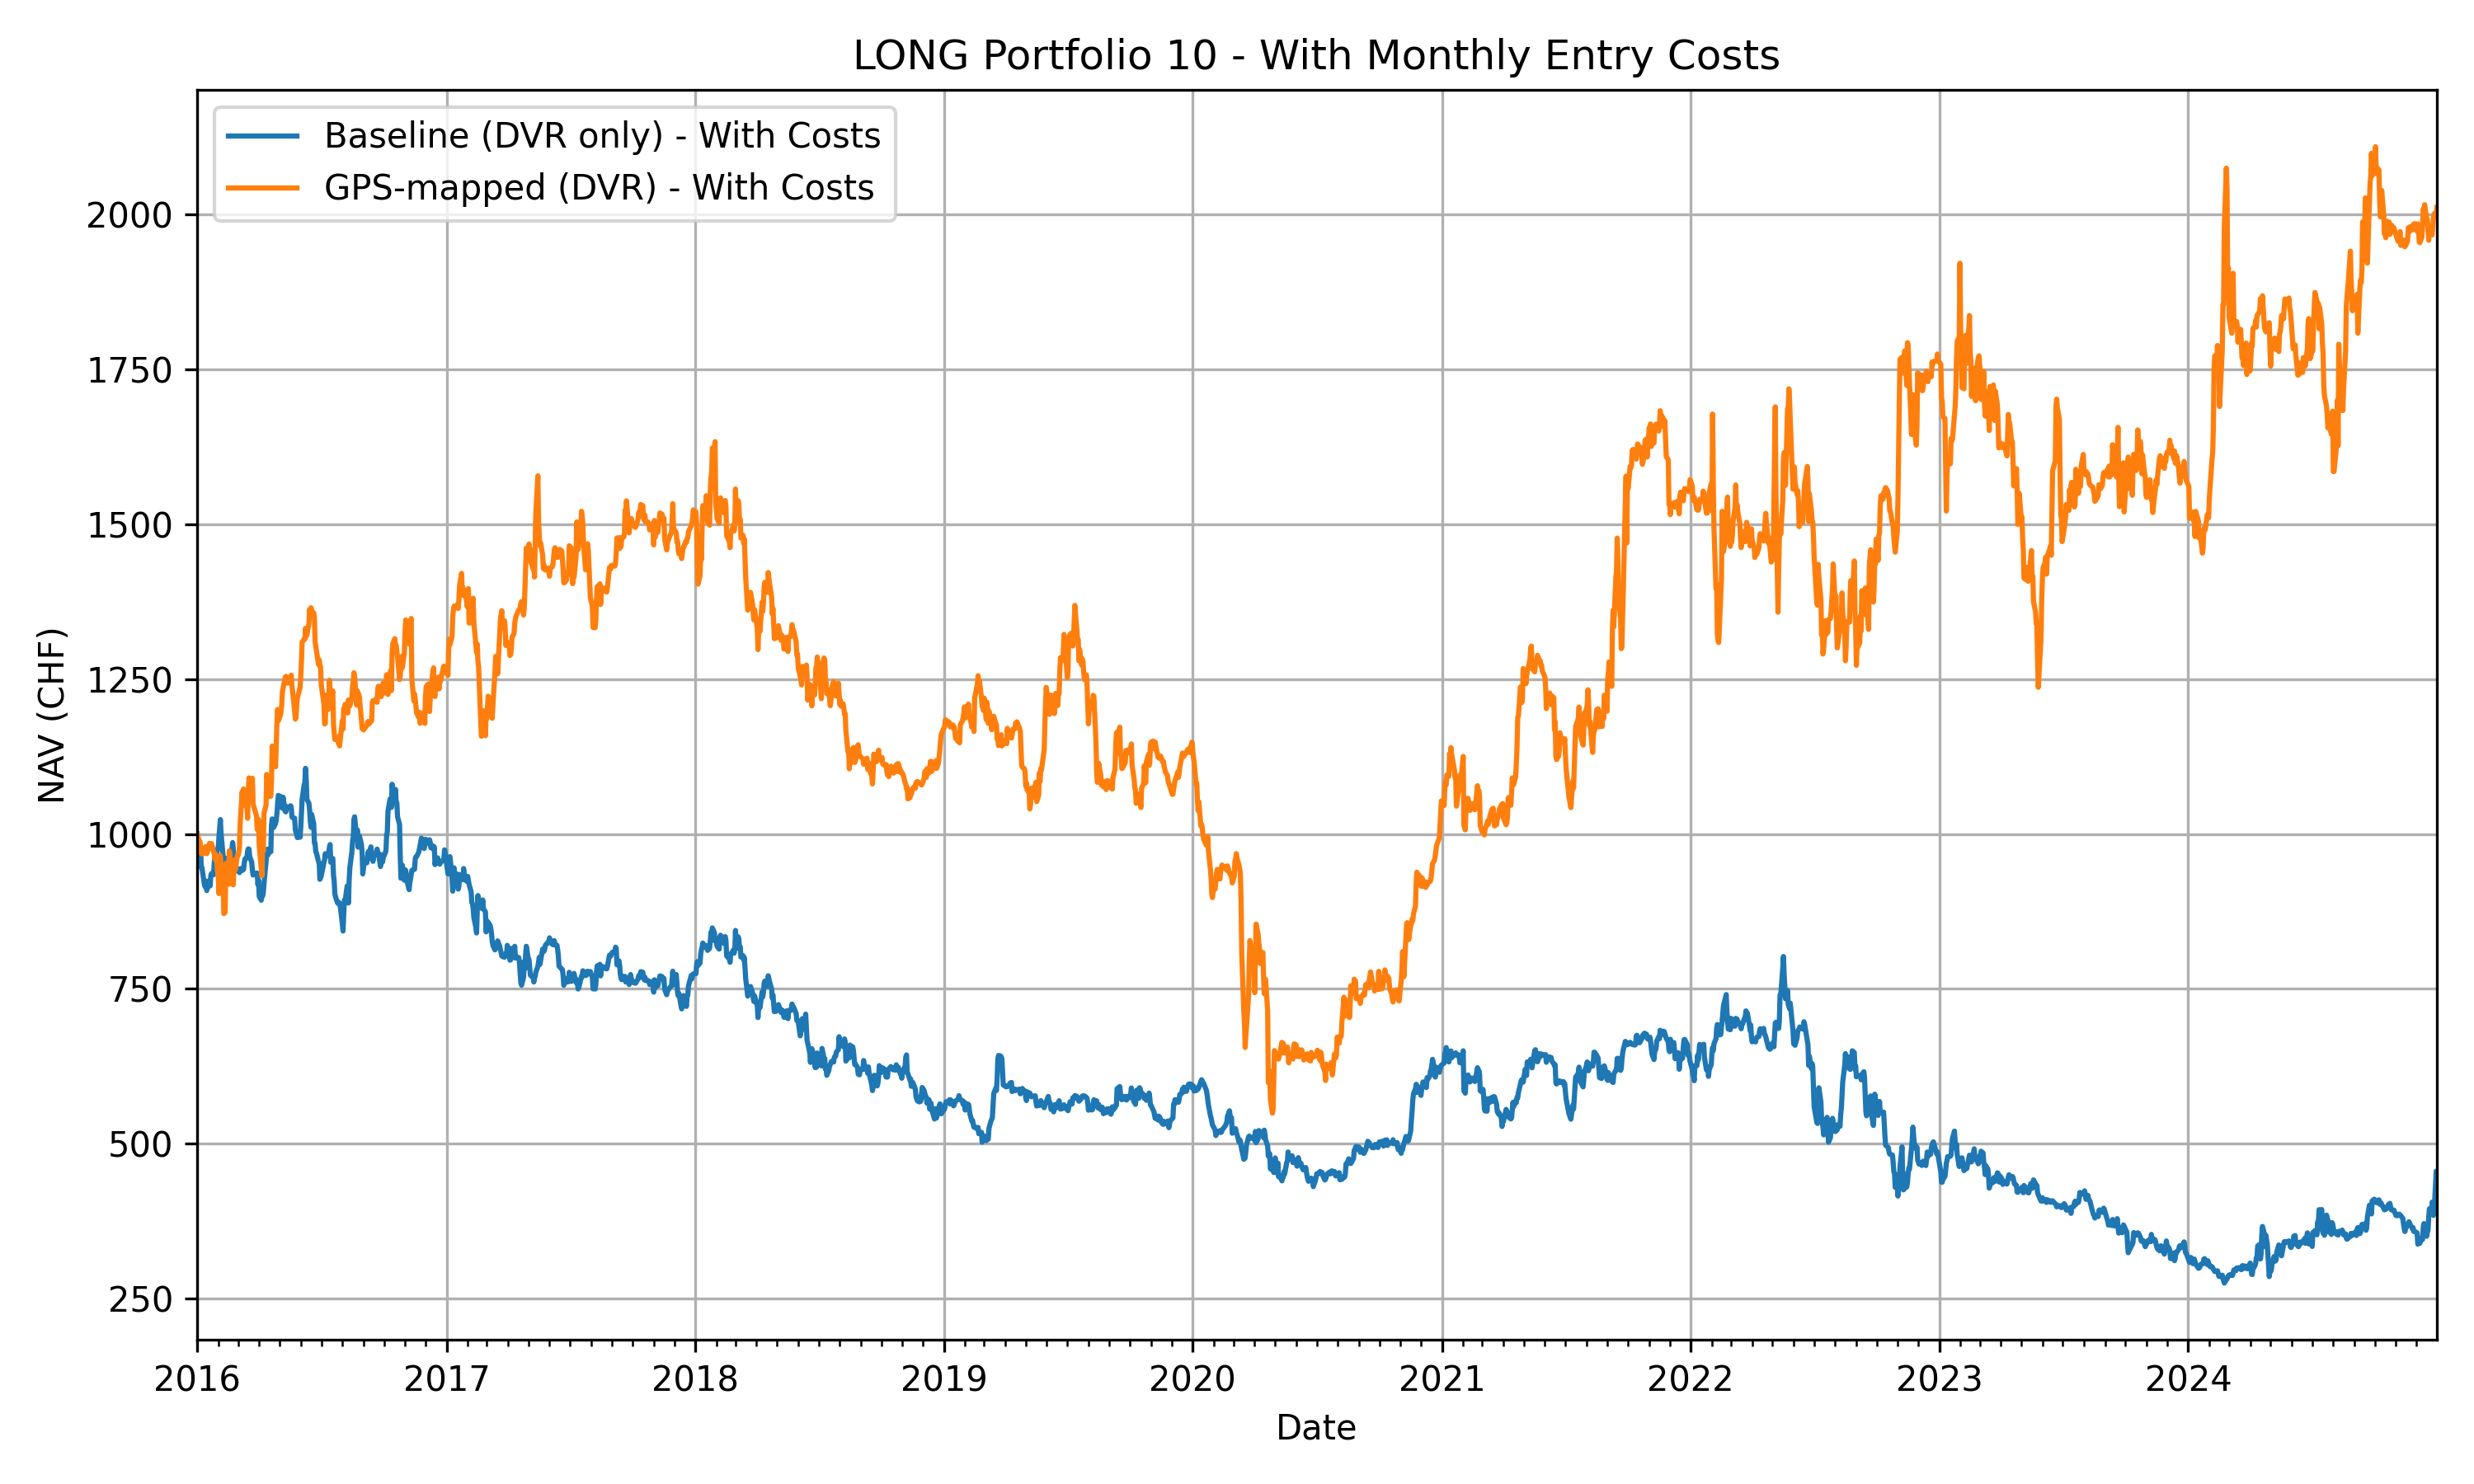 LONG Portfolio 10 - With Monthly Entry Costs
Baseline (DVR only) - With Costs
GPS-mapped (DVR) - With Costs
NAV (CHF)
2000
1750
1500
1250
1000
750
500
250
2016 2017 2018 2019 2020 2021 2022 2023 2024
Date